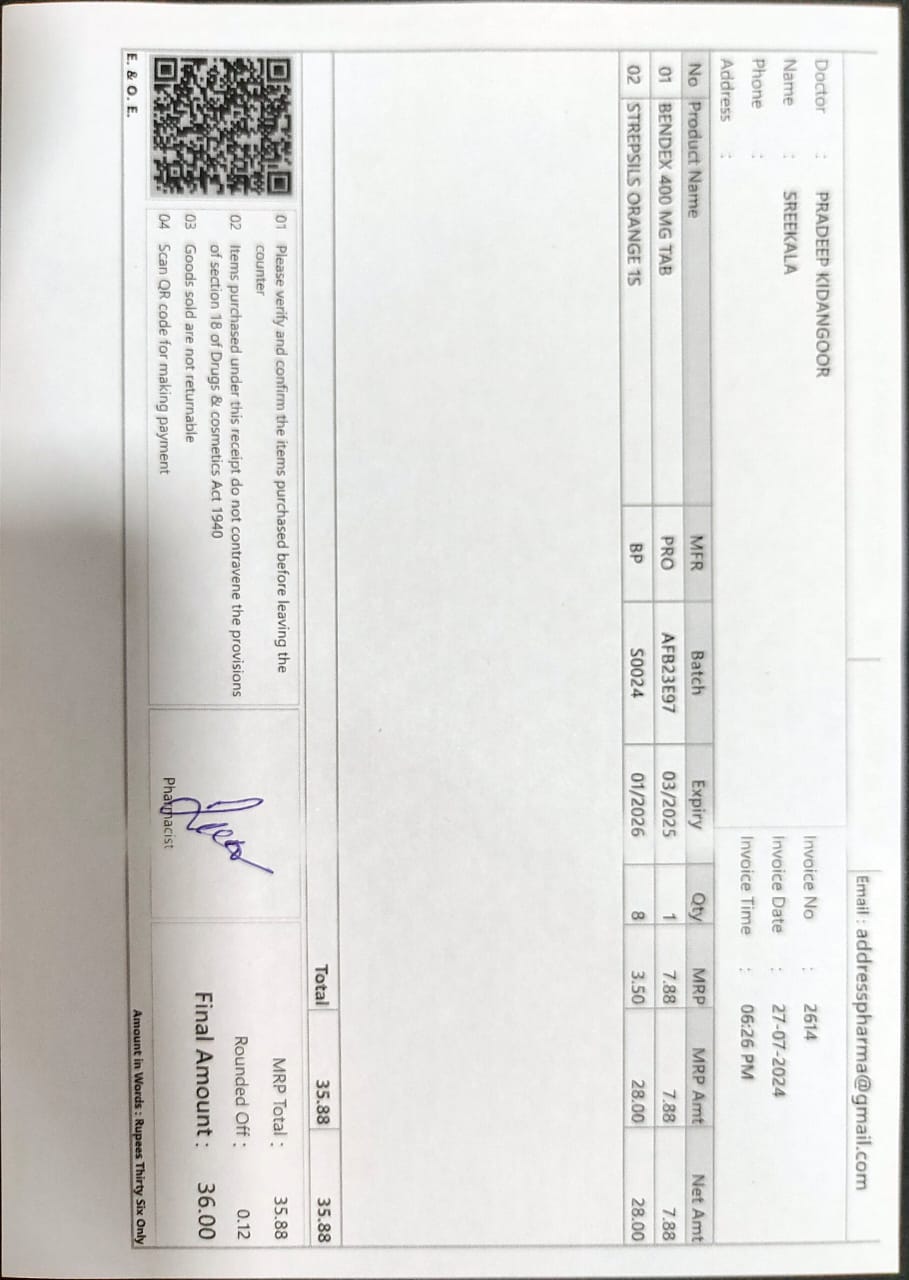 Email : addresspharma@gmail.com
Doctor : PRADEEP KIDANGOOR
Name : SREEKALA
Phone :
Address :
Invoice No : 2614
Invoice Date : 27-07-2024
Invoice Time : 06:26 PM
No Product Name MFR Batch Expiry Qty MRP MRP Amt Net Amt
01 BENDEX 400 MG TAB PRO AFB23E97 03/2025 1 7.88 7.88 7.88
02 STREPSILS ORANGE 1S BP S0024 01/2026 8 3.50 28.00 28.00
Total 35.88 35.88
01 Please verify and confirm the items purchased before leaving the
counter
02 Items purchased under this receipt do not contravene the provisions
of section 18 of Drugs & cosmetics Act 1940
03 Goods sold are not returnable
04 Scan QR code for making payment
Pharmacist
MRP Total : 35.88
Rounded Off : 0.12
Final Amount : 36.00
E. & O. E.
Amount in Words : Rupees Thirty Six Only